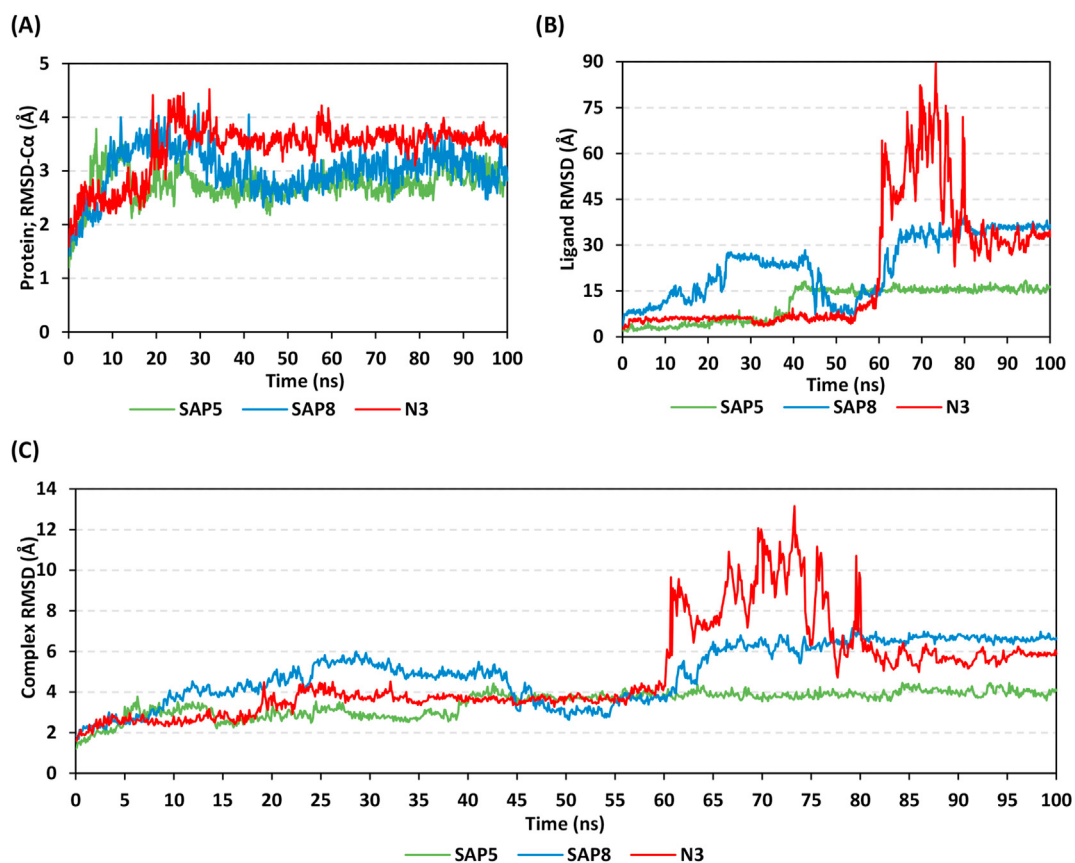 (A)
Protein; RMSD-Cα (Å)
5
4
3
2
1
0
0 10 20 30 40 50 60 70 80 90 100
Time (ns)
SAP5 SAP8 N3
(B)
Ligand RMSD (Å)
90
75
60
45
30
15
0
0 10 20 30 40 50 60 70 80 90 100
Time (ns)
SAP5 SAP8 N3
(C)
Complex RMSD (Å)
14
12
10
8
6
4
2
0
0 5 10 15 20 25 30 35 40 45 50 55 60 65 70 75 80 85 90 95 100
Time (ns)
SAP5 SAP8 N3